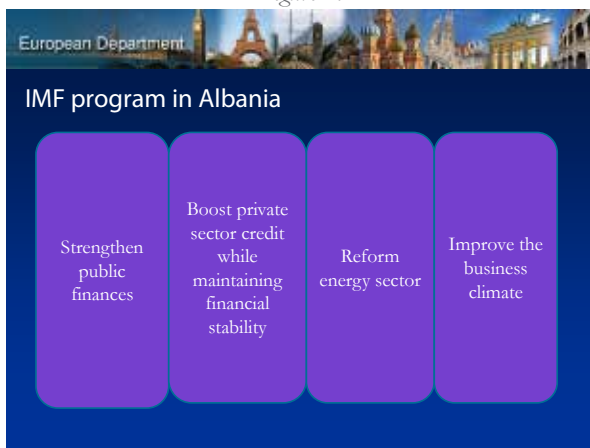 European Department
IMF program in Albania
Strengthen
public
finances
Boost private
sector credit
while
maintaining
financial
stability
Reform
energy sector
Improve the
business
climate